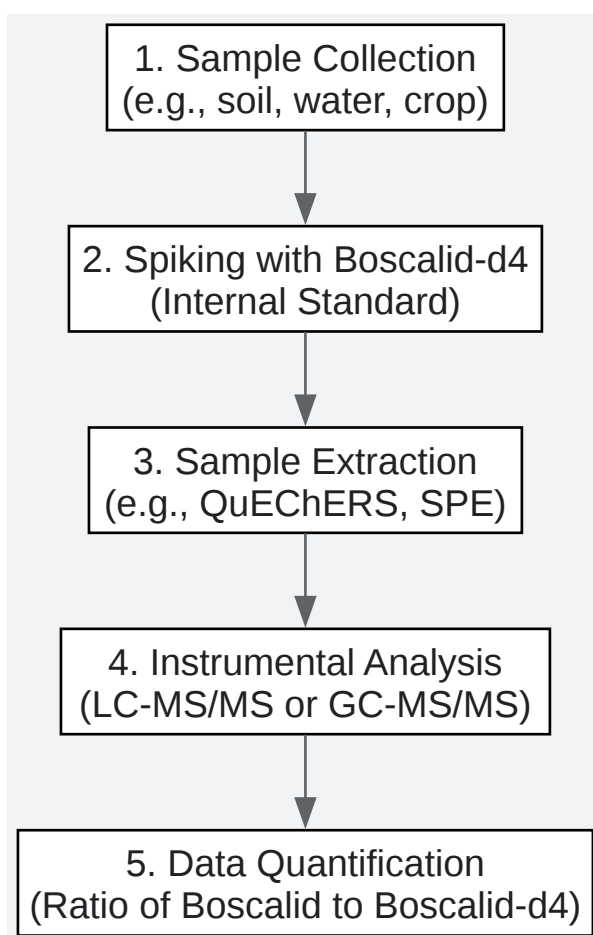 1. Sample Collection
(e.g., soil, water, crop)
2. Spiking with Boscalid-d4
(Internal Standard)
3. Sample Extraction
(e.g., QuEChERS, SPE)
4. Instrumental Analysis
(LC-MS/MS or GC-MS/MS)
5. Data Quantification
(Ratio of Boscalid to Boscalid-d4)